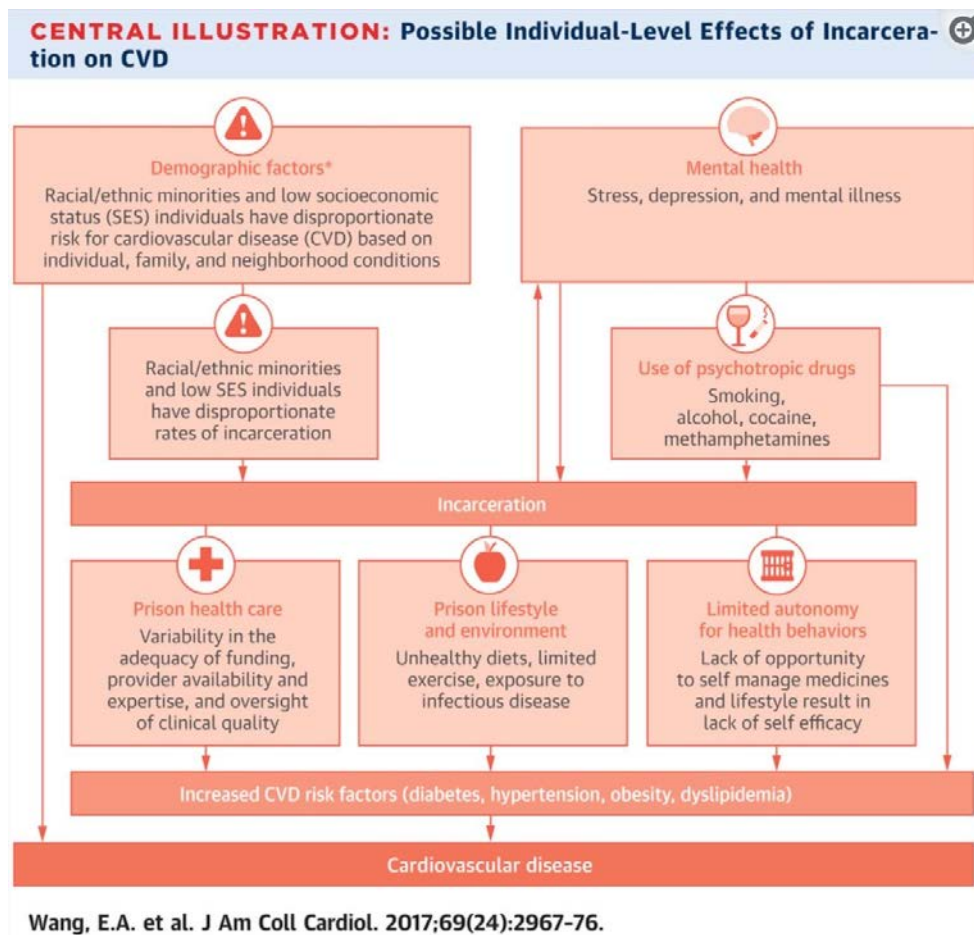 CENTRAL ILLUSTRATION: Possible Individual-Level Effects of Incarcera-
tion on CVD
Demographic factors*
Racial/ethnic minorities and low socioeconomic
status (SES) individuals have disproportionate
risk for cardiovascular disease (CVD) based on
individual, family, and neighborhood conditions
Mental health
Stress, depression, and mental illness
Racial/ethnic minorities
and low SES individuals
have disproportionate
rates of incarceration
Use of psychotropic drugs
Smoking,
alcohol, cocaine,
methamphetamines
Incarceration
Prison health care
Variability in the
adequacy of funding,
provider availability and
expertise, and oversight
of clinical quality
Prison lifestyle
and environment
Unhealthy diets, limited
exercise, exposure to
infectious disease
Limited autonomy
for health behaviors
Lack of opportunity
to self manage medicines
and lifestyle result in
lack of self efficacy
Increased CVD risk factors (diabetes, hypertension, obesity, dyslipidemia)
Cardiovascular disease
Wang, E.A. et al. J Am Coll Cardiol. 2017;69(24):2967–76.